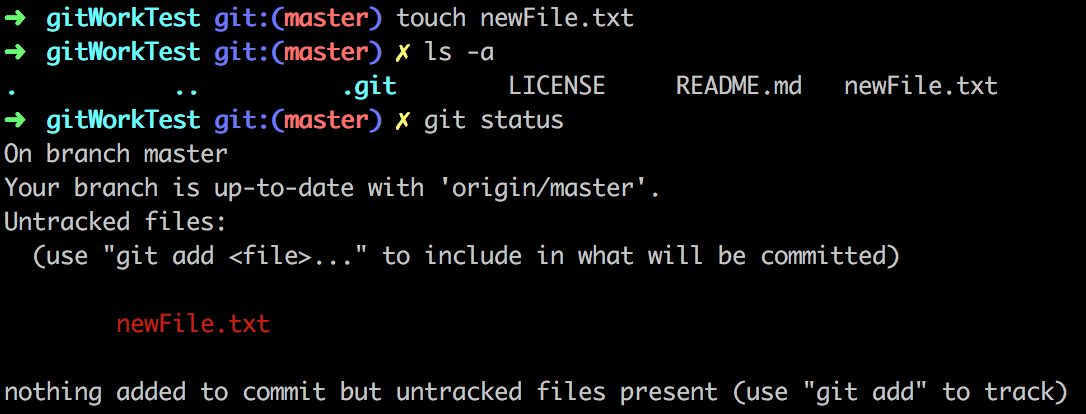 ➜ gitWorkTest git:(master) touch newFile.txt
➜ gitWorkTest git:(master) ✗ ls -a
. .. .git LICENSE README.md newFile.txt
➜ gitWorkTest git:(master) ✗ git status
On branch master
Your branch is up-to-date with 'origin/master'.
Untracked files:
(use "git add <file>..." to include in what will be committed)
newFile.txt
nothing added to commit but untracked files present (use "git add" to track)